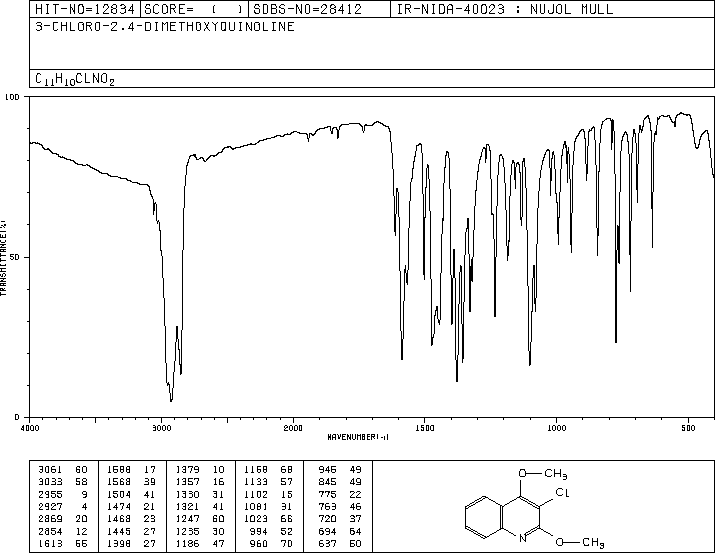 HIT-NO=12834 SCORE= ( ) SDBS-NO=28412 IR-NIDA-40023 : NUJOL MULL
3-CHLORO-2,4-DIMETHOXYQUINOLINE
C11H10CLNO2
100
50
0
TRANSMITTANCE(%)
4000 3000 2000 1500 1000 500
WAVENUMBER(-1)
3061 60 1588 17 1379 10 1168 68 946 49
3033 58 1568 39 1357 16 1133 57 845 49
2955 9 1504 41 1330 31 1102 15 775 22
2927 4 1474 21 1321 41 1081 31 763 46
2869 20 1468 23 1247 60 1023 66 720 37
2854 12 1445 27 1235 30 994 52 694 64
1613 55 1398 27 1186 47 960 70 637 50
O—CH3
Cl
N
O—CH3